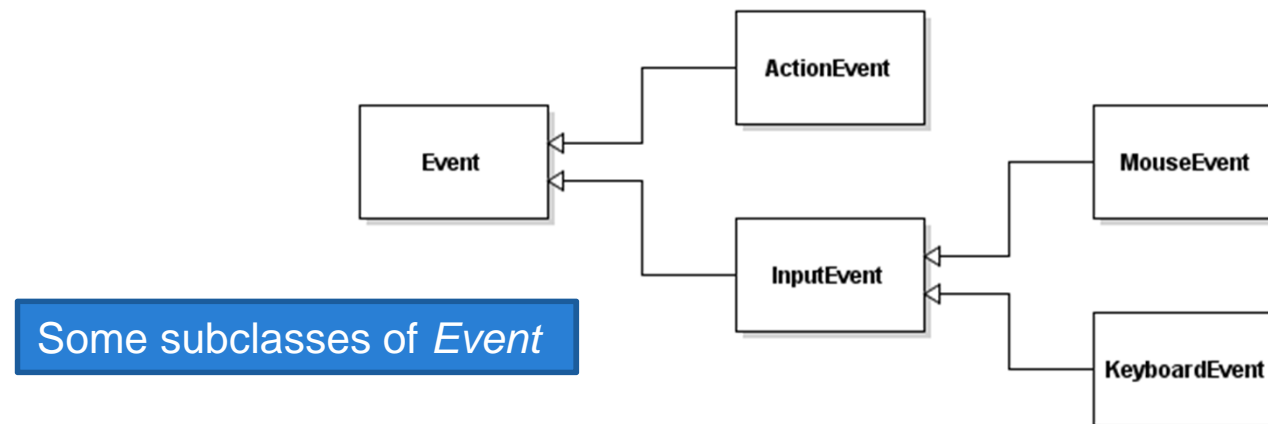 ActionEvent
Event
MouseEvent
InputEvent
Some subclasses of Event
KeyboardEvent